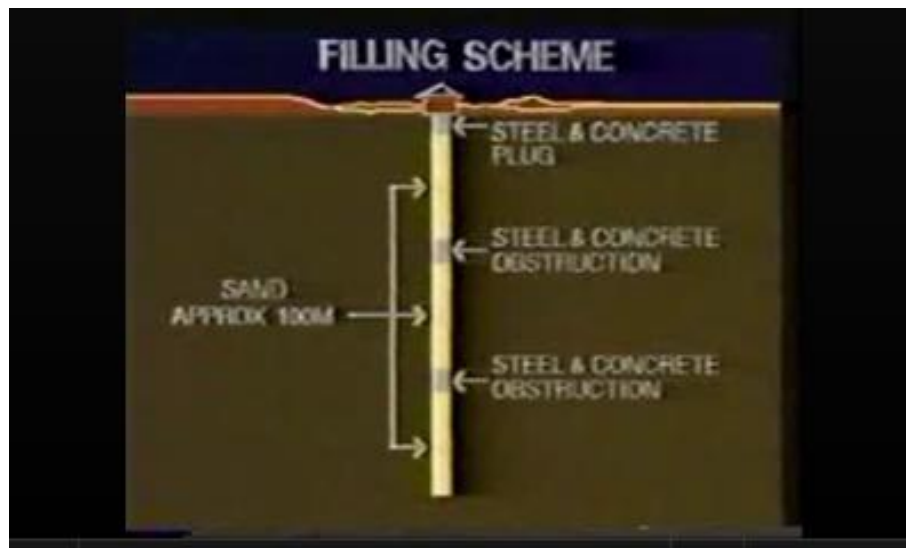 FILLING SCHEME
STEEL & CONCRETE
PLUG
STEEL & CONCRETE
OBSTRUCTION
SAND
APPROX 100M
STEEL & CONCRETE
OBSTRUCTION